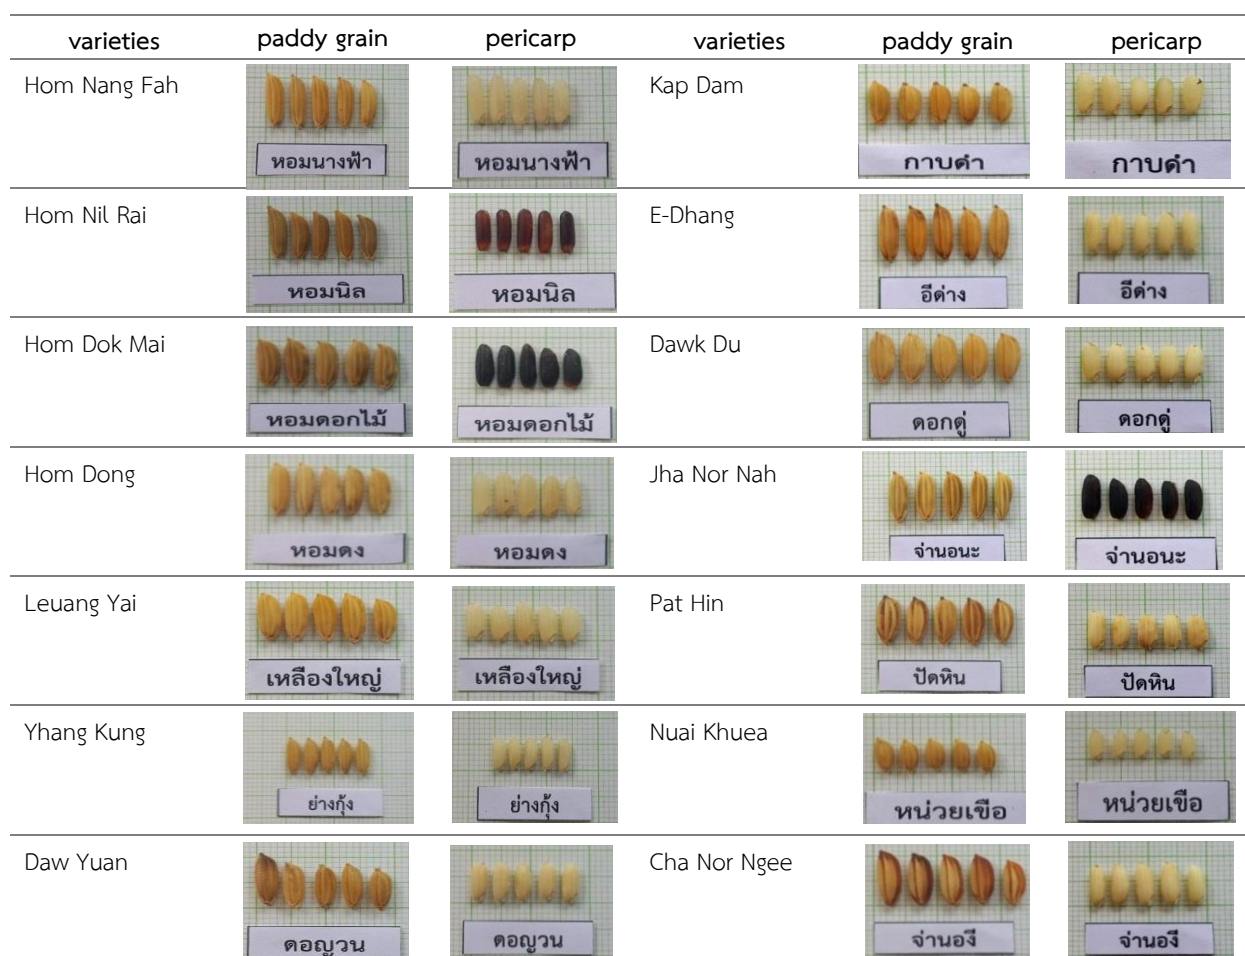 varieties paddy grain pericarp varieties paddy grain pericarp
Hom Nang Fah หอมนางฟ้า หอมนางฟ้า Kap Dam กาบดำ กาบดำ
Hom Nil Rai หอมนิล หอมนิล E-Dhang อีด่าง อีด่าง
Hom Dok Mai หอมดอกไม้ หอมดอกไม้ Dawk Du ดอกดู่ ดอกดู่
Hom Dong หอมดง หอมดง Jha Nor Nah จ่านอนะ จ่านอนะ
Leuang Yai เหลืองใหญ่ เหลืองใหญ่ Pat Hin ปัดหิน ปัดหิน
Yhang Kung ย่างกุ้ง ย่างกุ้ง Nuai Khuea หน่วยเขือ หน่วยเขือ
Daw Yuan ดอญวน ดอญวน Cha Nor Ngee จ่านองี จ่านองี